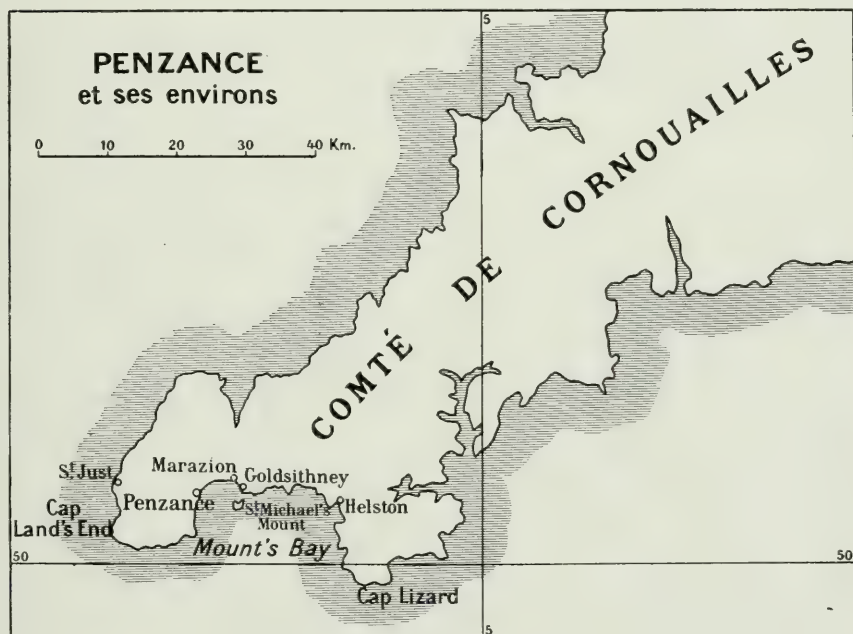 PENZANCE
et ses environs
0 10 20 30 40 Km.
5
COMTÉ DE CORNOUAILLES
St Just
Marazion
Goldsithney
Cap
Land's End
Penzance
St Michael's
Mount
Helston
Mount's Bay
50
50
Cap Lizard
5